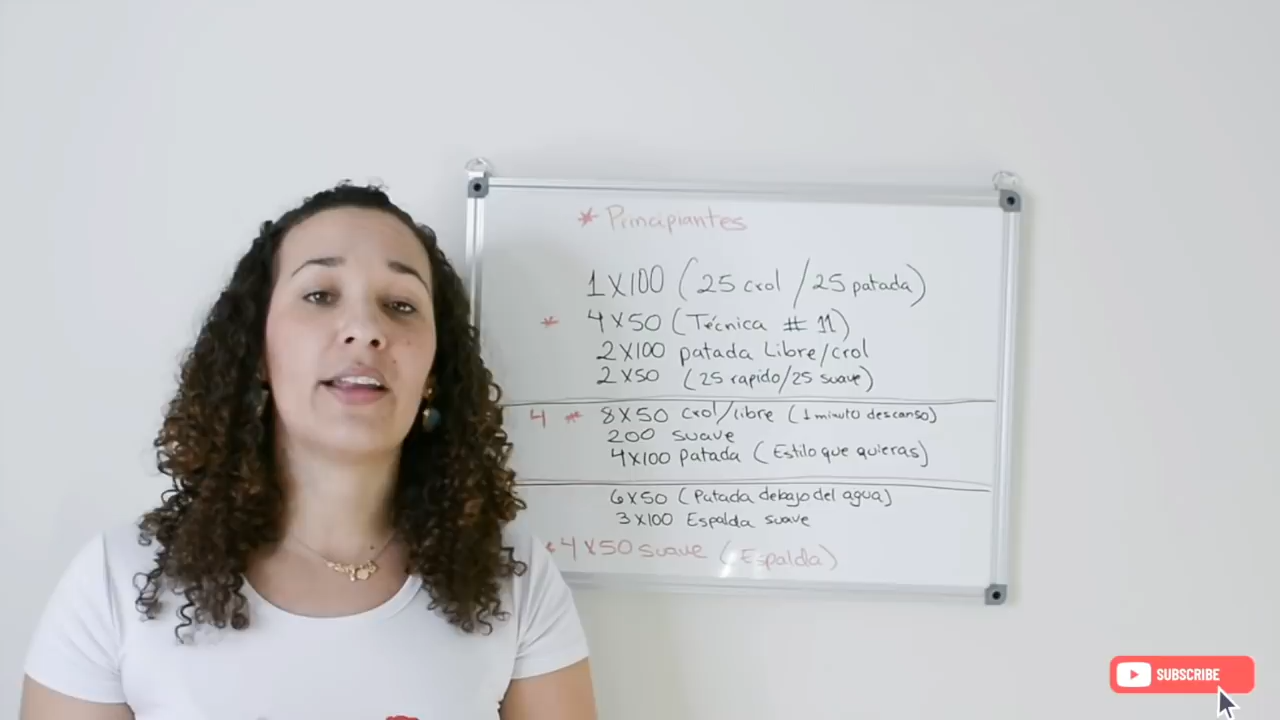 * Principiantes
1X100 (25 crol / 25 patada)
* 4X50 (Técnica # 11)
2X100 patada Libre/crol
2X50 (25 rapido/25 suave)
4 * 8X50 crol/libre (1 minuto descanso)
200 suave
4X100 patada (Estilo que quieras)
6X50 (Patada debajo del agua)
3X100 Espalda suave
* 4X50 suave (Espalda)
SUBSCRIBE